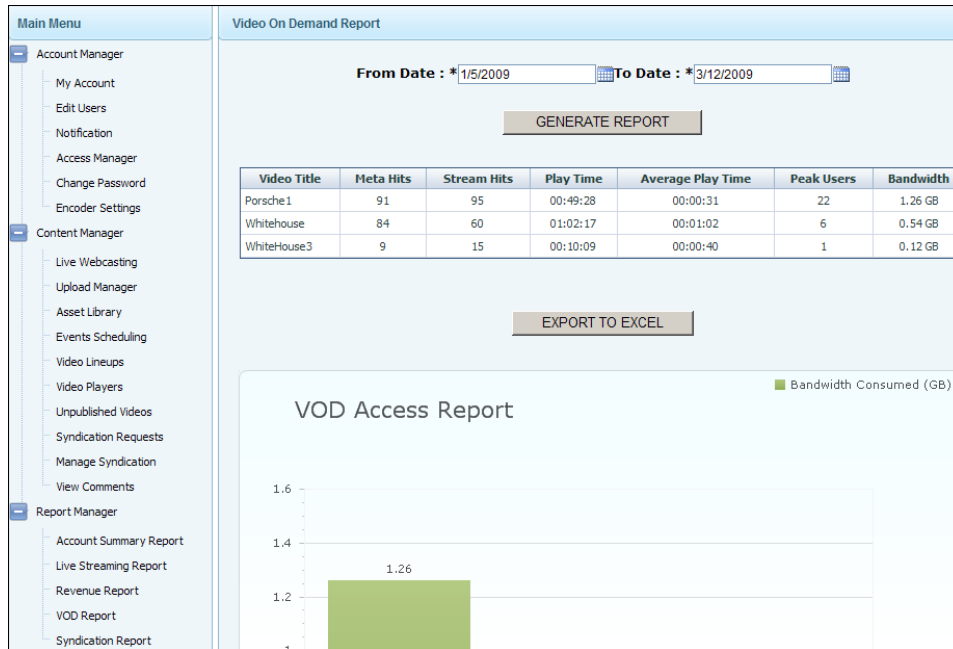 Main Menu
Account Manager
My Account
Edit Users
Notification
Access Manager
Change Password
Encoder Settings
Content Manager
Live Webcasting
Upload Manager
Asset Library
Events Scheduling
Video Lineups
Video Players
Unpublished Videos
Syndication Requests
Manage Syndication
View Comments
Report Manager
Account Summary Report
Live Streaming Report
Revenue Report
VOD Report
Syndication Report
Video On Demand Report
From Date : * 1/5/2009 To Date : * 3/12/2009
GENERATE REPORT
Video Title Meta Hits Stream Hits Play Time Average Play Time Peak Users Bandwidth
Porsche1 91 95 00:49:28 00:00:31 22 1.26 GB
Whitehouse 84 60 01:02:17 00:01:02 6 0.54 GB
WhiteHouse3 9 15 00:10:09 00:00:40 1 0.12 GB
EXPORT TO EXCEL
Bandwidth Consumed (GB)
VOD Access Report
1.6
1.4
1.26
1.2